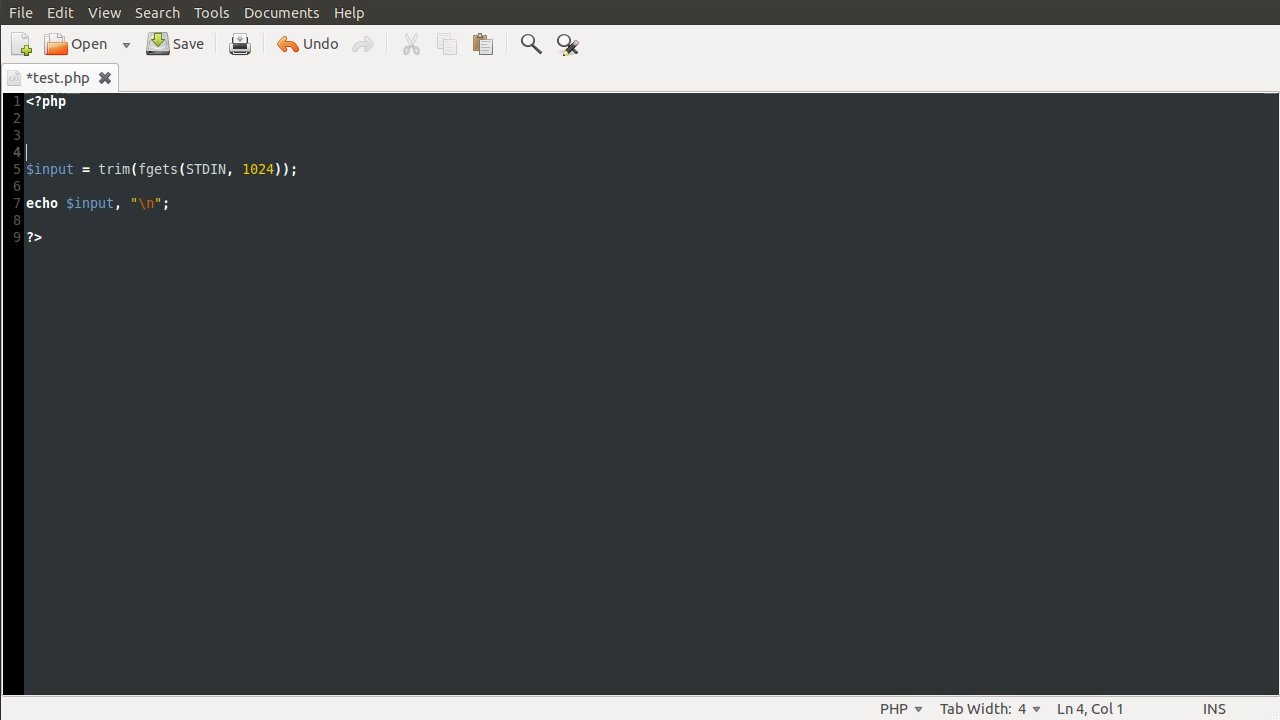 File Edit View Search Tools Documents Help
Open Save Undo
*test.php
1 <?php
2
3
4
5 $input = trim(fgets(STDIN, 1024));
6
7 echo $input, "\n";
8
9 ?>
PHP Tab Width: 4 Ln 4, Col 1 INS